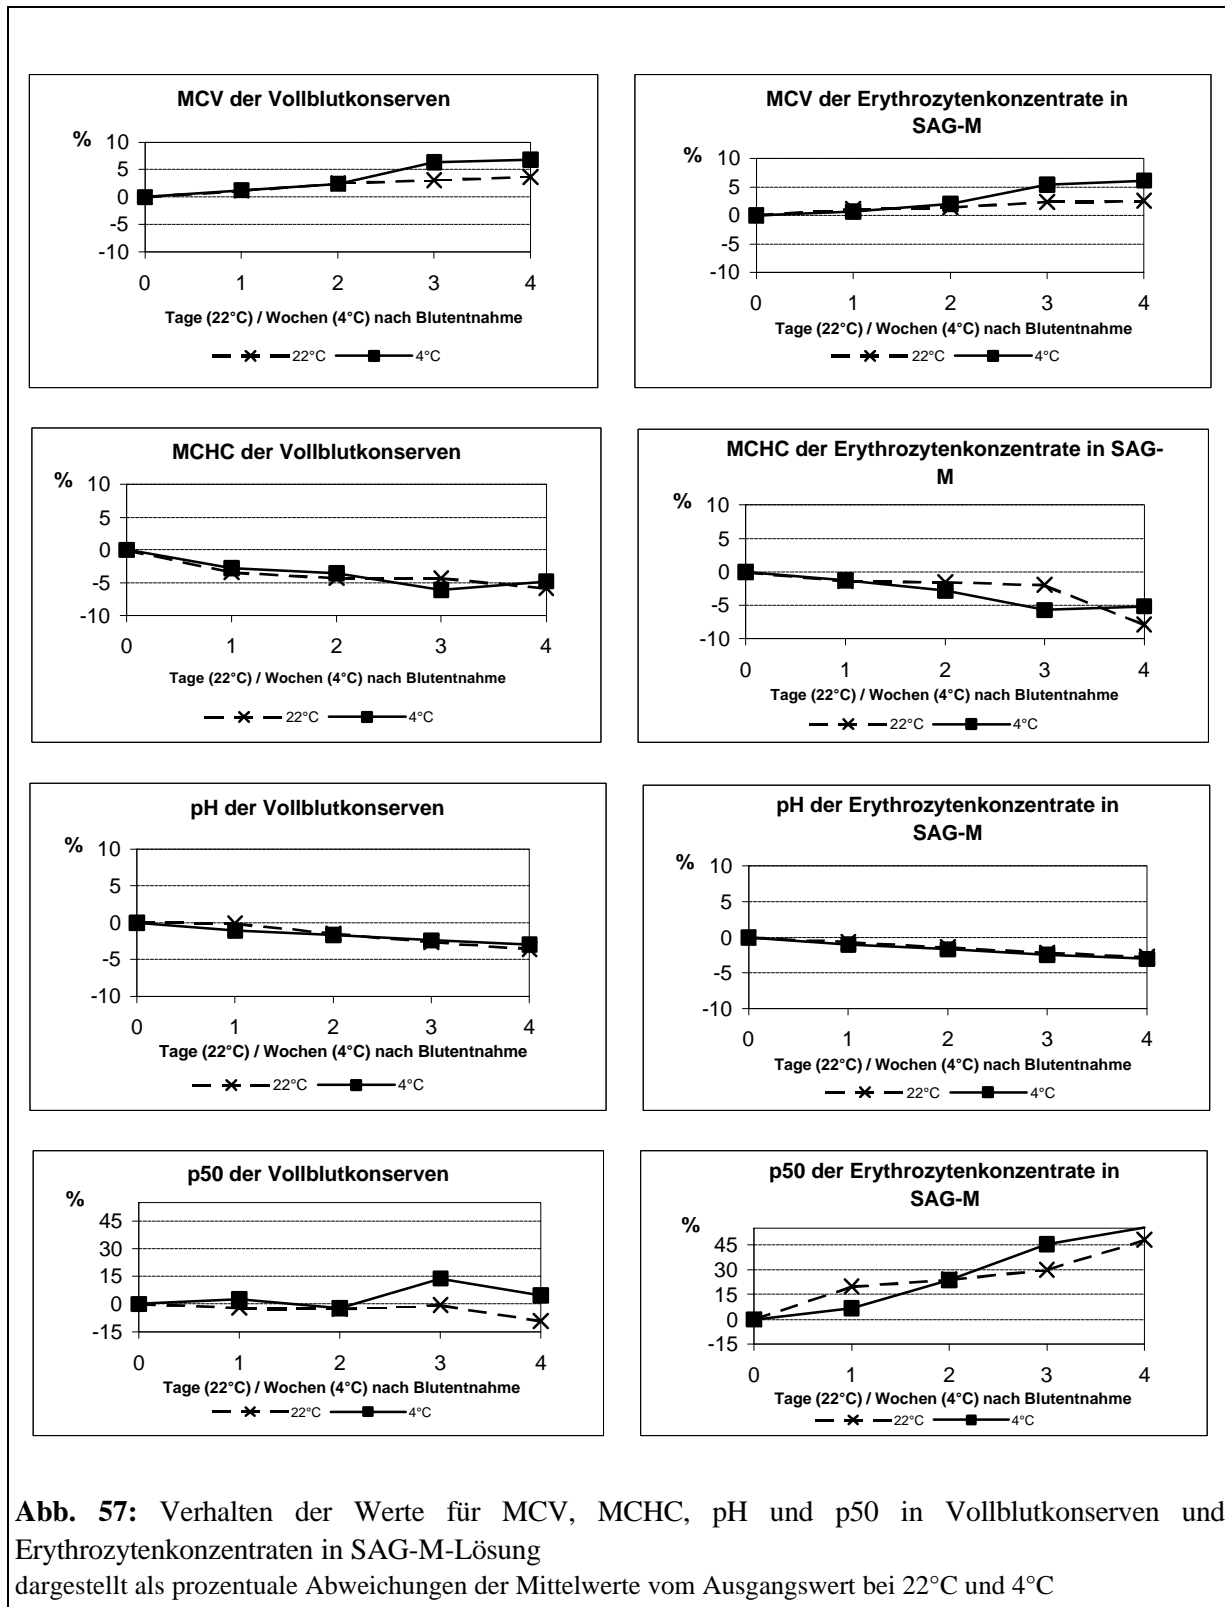 MCV der Vollblutkonserven
%
10
5
0
-5
-10
0 1 2 3 4
Tage (22°C) / Wochen (4°C) nach Blutentnahme
22°C 4°C
MCV der Erythrozytenkonzentrate in
SAG-M
%
10
5
0
-5
-10
0 1 2 3 4
Tage (22°C) / Wochen (4°C) nach Blutentnahme
22°C 4°C
MCHC der Vollblutkonserven
%
10
5
0
-5
-10
0 1 2 3 4
Tage (22°C) / Wochen (4°C) nach Blutentnahme
22°C 4°C
MCHC der Erythrozytenkonzentrate in SAG-
M
%
10
5
0
-5
-10
0 1 2 3 4
Tage (22°C) / Wochen (4°C) nach Blutentnahme
22°C 4°C
pH der Vollblutkonserven
%
10
5
0
-5
-10
0 1 2 3 4
Tage (22°C) / Wochen (4°C) nach Blutentnahme
22°C 4°C
pH der Erythrozytenkonzentrate in
SAG-M
%
10
5
0
-5
-10
0 1 2 3 4
Tage (22°C) / Wochen (4°C) nach Blutentnahme
22°C 4°C
p50 der Vollblutkonserven
%
45
30
15
0
-15
0 1 2 3 4
Tage (22°C) / Wochen (4°C) nach Blutentnahme
22°C 4°C
p50 der Erythrozytenkonzentrate in
SAG-M
%
45
30
15
0
-15
0 1 2 3 4
Tage (22°C) / Wochen (4°C) nach Blutentnahme
22°C 4°C
Abb. 57: Verhalten der Werte für MCV, MCHC, pH und p50 in Vollblutkonserven und
Erythrozytenkonzentraten in SAG-M-Lösung
dargestellt als prozentuale Abweichungen der Mittelwerte vom Ausgangswert bei 22°C und 4°C